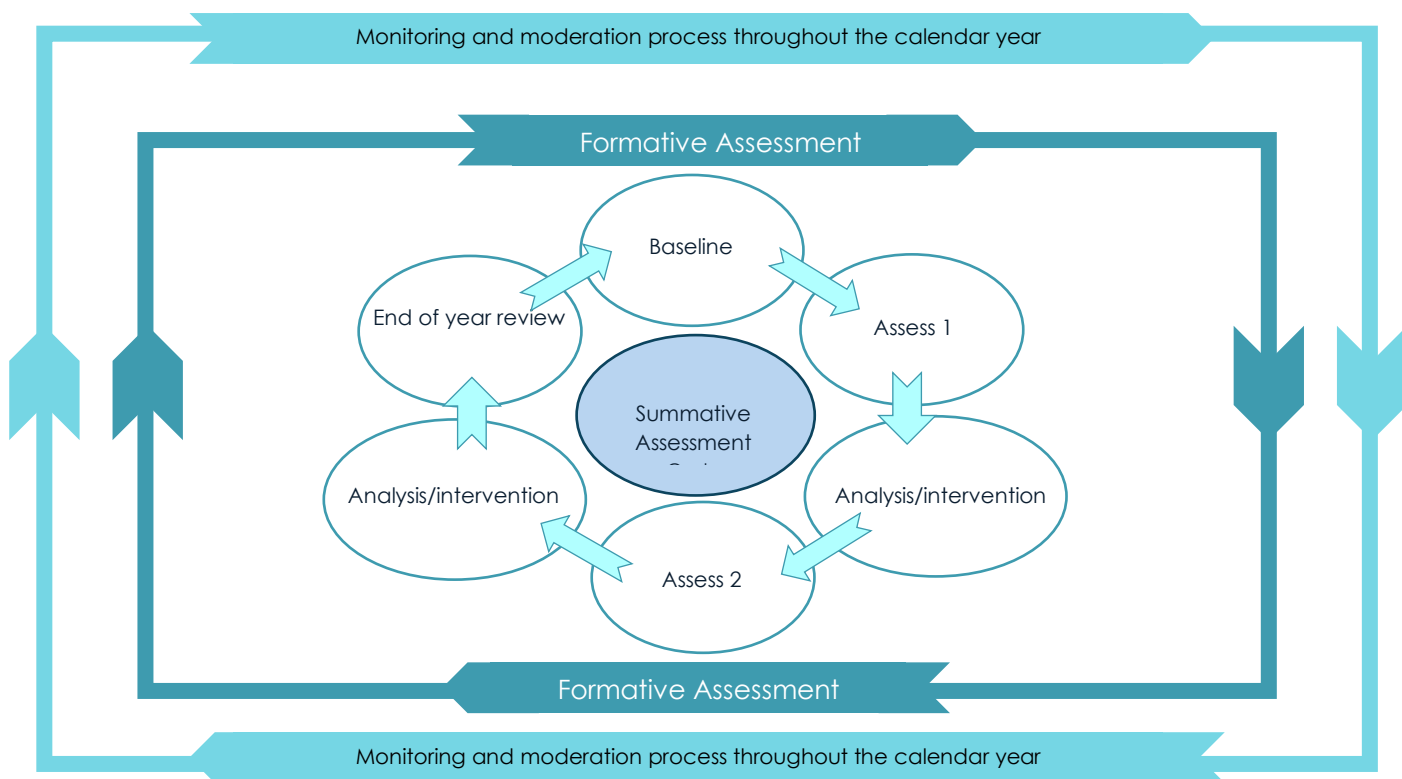 Monitoring and moderation process throughout the calendar year
Formative Assessment
Baseline
End of year review
Assess 1
Summative
Assessment
Analysis/intervention
Analysis/intervention
Assess 2
Formative Assessment
Monitoring and moderation process throughout the calendar year